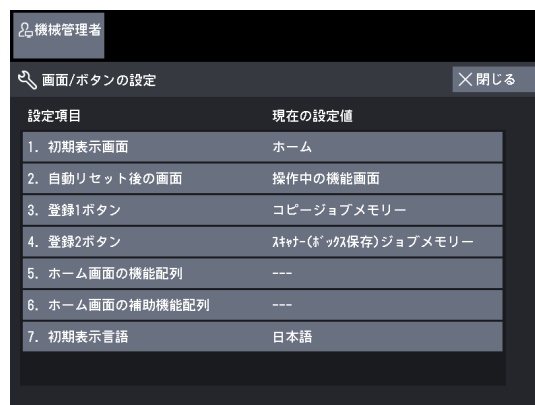 機械管理者
画面/ボタンの設定
閉じる
設定項目 現在の設定値
1. 初期表示画面 ホーム
2. 自動リセット後の画面 操作中の機能画面
3. 登録1ボタン コピージョブメモリー
4. 登録2ボタン ｽｷｬﾅｰ(ﾎﾞｯｸｽ保存)ジョブメモリー
5. ホーム画面の機能配列 ---
6. ホーム画面の補助機能配列 ---
7. 初期表示言語 日本語